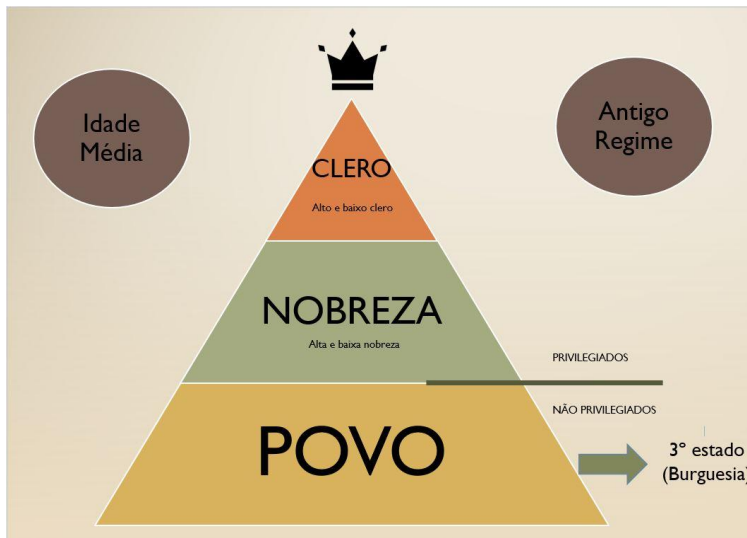 Idade
Média
Antigo
Regime
CLERO
Alto e baixo clero
NOBREZA
Alta e baixa nobreza
PRIVILEGIADOS
NÃO PRIVILEGIADOS
POVO
3º estado
(Burguesia)